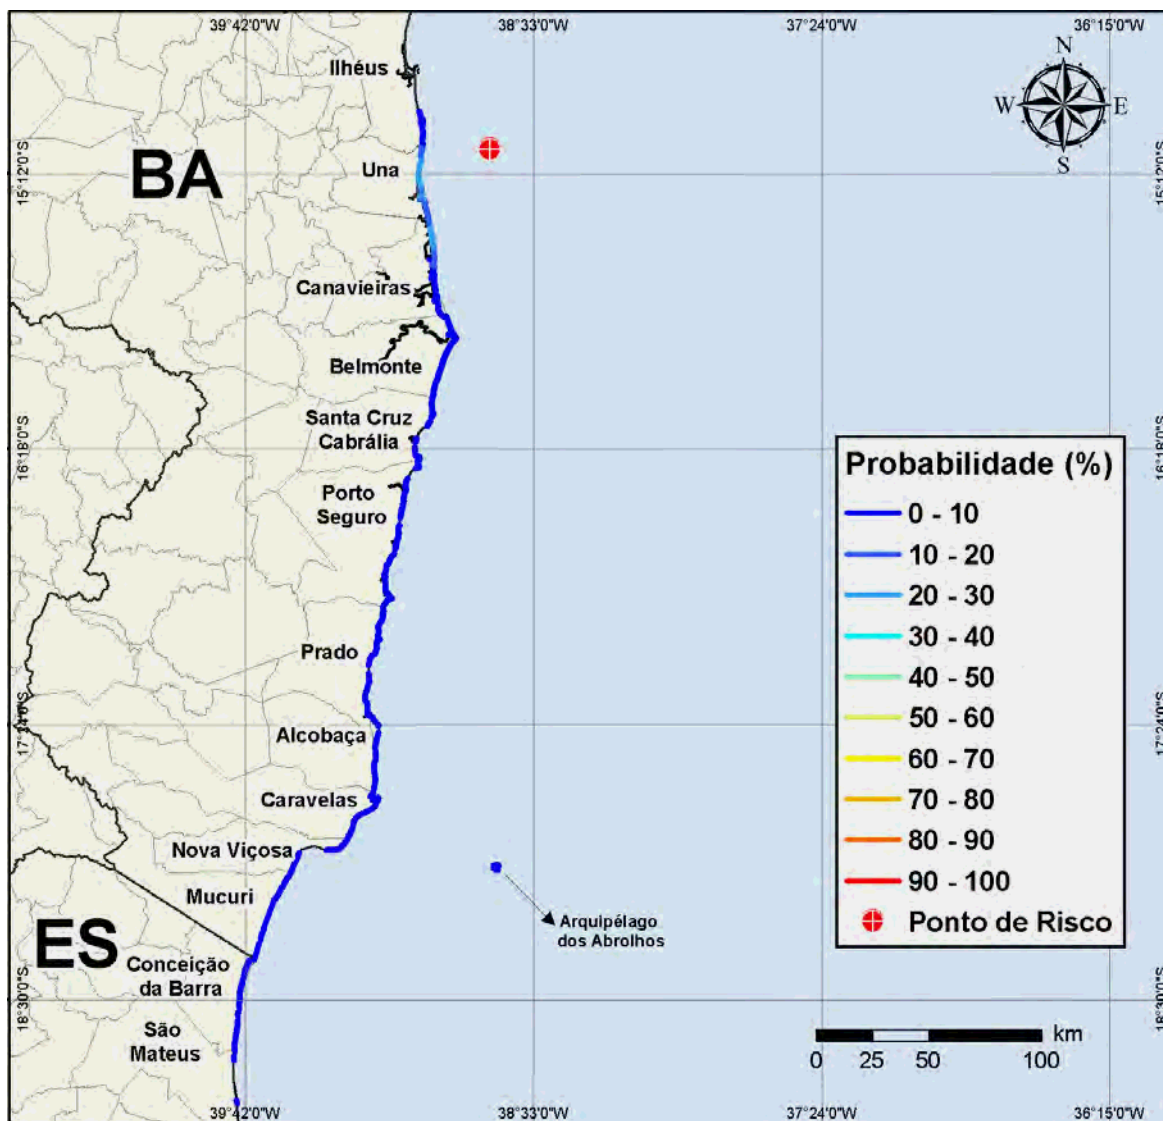 39°42'0"W
38°33'0"W
37°24'0"W
36°15'0"W
N
W
E
S
Ilhéus
BA
Una
15°12'0"S
15°12'0"S
Canavieiras
Belmonte
Santa Cruz
Cabrália
16°18'0"S
16°18'0"S
Porto
Seguro
Prado
17°24'0"S
17°24'0"S
Alcobaça
Caravelas
Nova Viçosa
Mucuri
ES
Arquipélago
dos Abrolhos
Conceição
da Barra
18°30'0"S
18°30'0"S
São
Mateus
Probabilidade (%)
0 - 10
10 - 20
20 - 30
30 - 40
40 - 50
50 - 60
60 - 70
70 - 80
80 - 90
90 - 100
Ponto de Risco
km
0 25 50 100
39°42'0"W
38°33'0"W
37°24'0"W
36°15'0"W